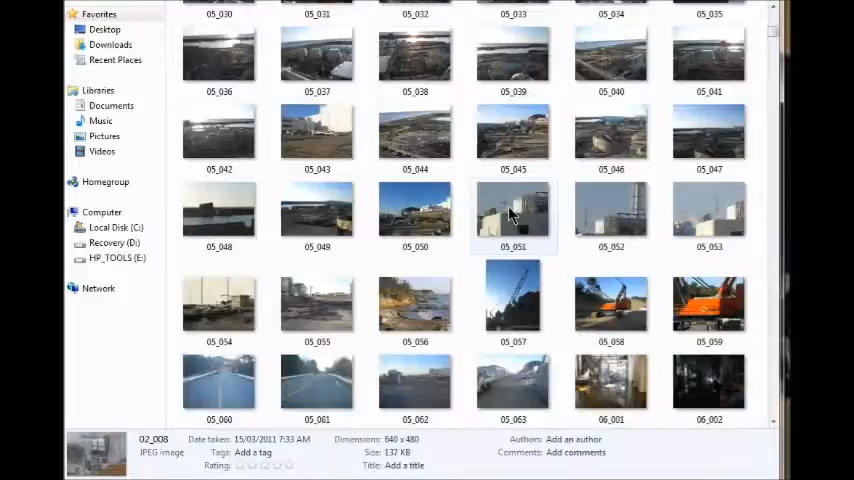 Favorites
Desktop
Downloads
Recent Places
Libraries
Documents
Music
Pictures
Videos
Homegroup
Computer
Local Disk (C:)
Recovery (D:)
HP_TOOLS (E:)
Network
05_030 05_031 05_032 05_033 05_034 05_035
05_036 05_037 05_038 05_039 05_040 05_041
05_042 05_043 05_044 05_045 05_046 05_047
05_048 05_049 05_050 05_051 05_052 05_053
05_054 05_055 05_056 05_057 05_058 05_059
05_060 05_061 05_062 05_063 06_001 06_002
02_008 Date taken: 15/03/2011 7:33 AM Dimensions: 640 x 480 Authors: Add an author
JPEG image Tags: Add a tag Size: 137 KB Comments: Add comments
Rating: Title: Add a title